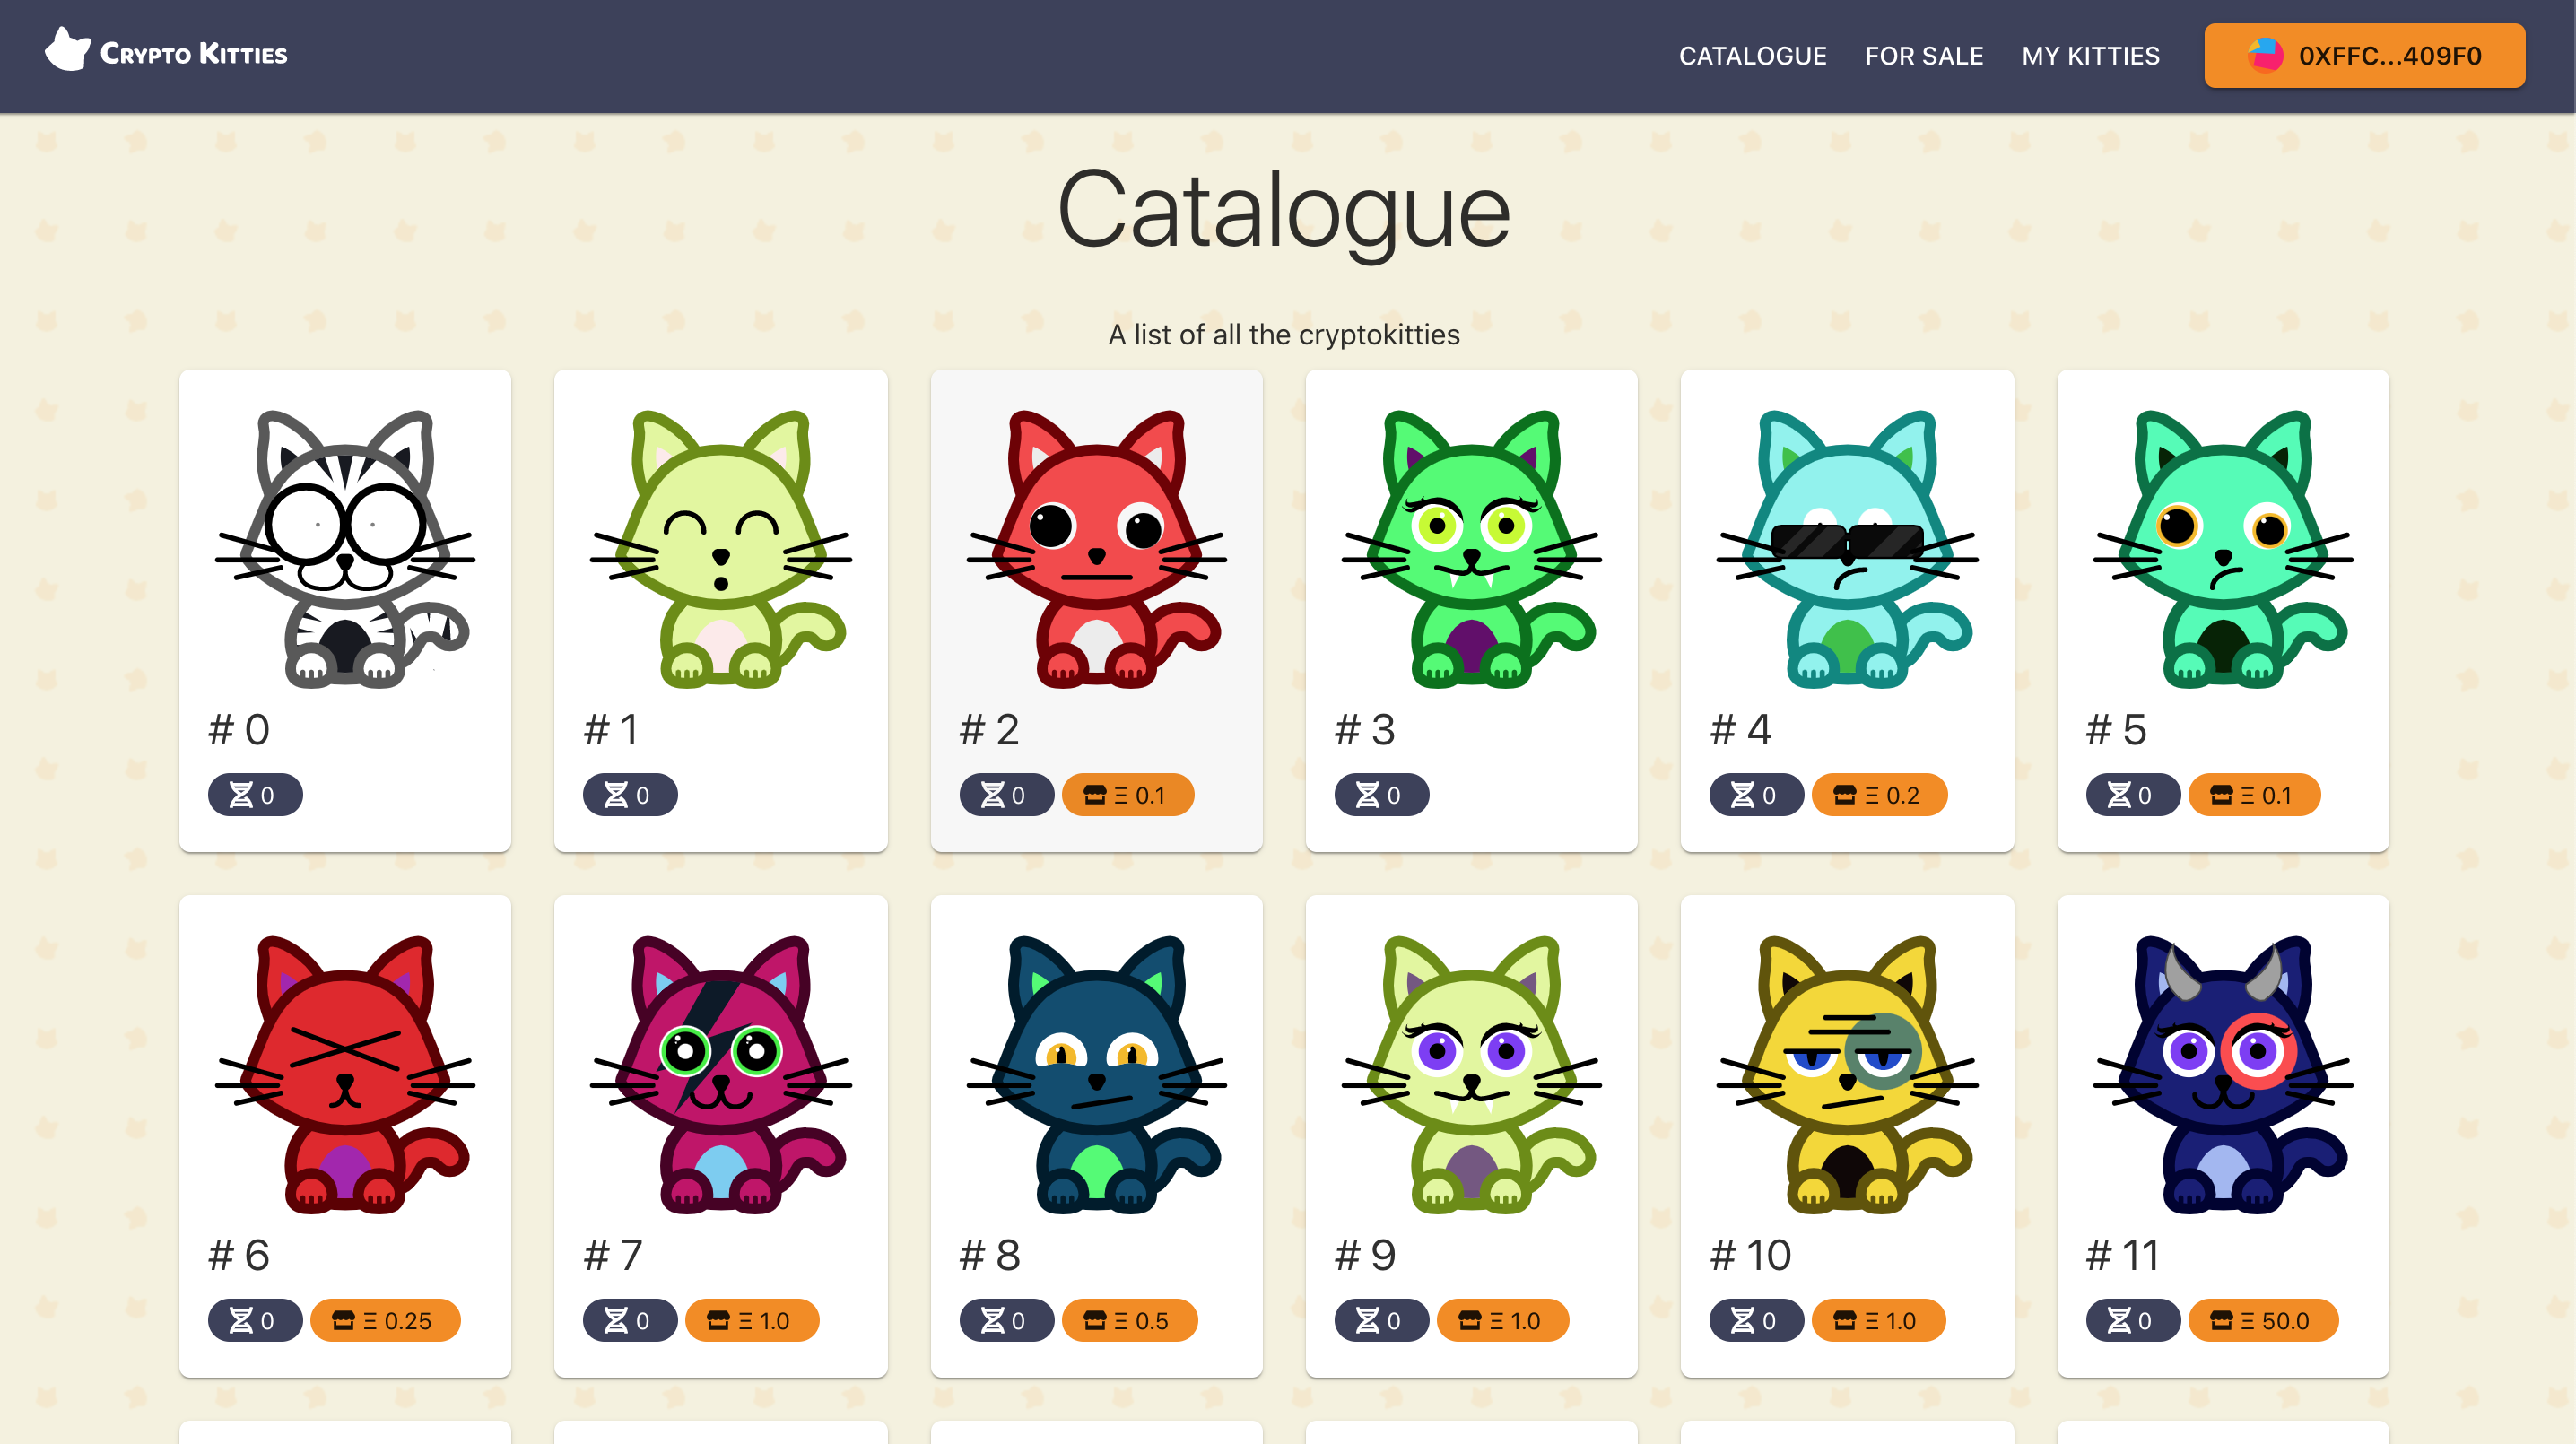 CRYPTO KITTIES
CATALOGUE FOR SALE MY KITTIES 0XFFC...409F0
Catalogue
A list of all the cryptokitties
# 0
0
# 1
0
# 2
0 Ξ 0.1
# 3
0
# 4
0 Ξ 0.2
# 5
0 Ξ 0.1
# 6
0 Ξ 0.25
# 7
0 Ξ 1.0
# 8
0 Ξ 0.5
# 9
0 Ξ 1.0
# 10
0 Ξ 1.0
# 11
0 Ξ 50.0